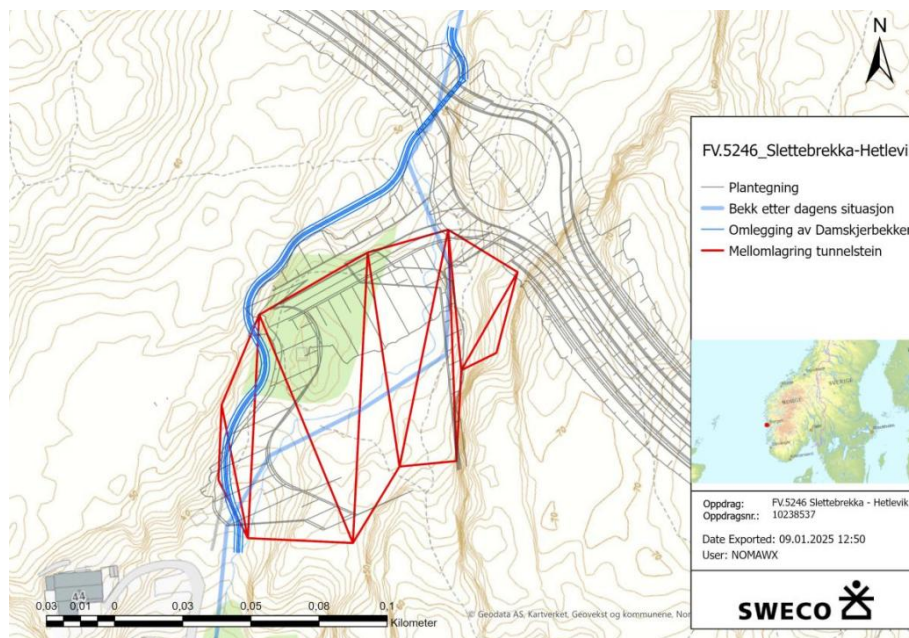 N
FV.5246_Slettebrekka-Hetlevi
Plantegning
Bekk etter dagens situasjon
Omlegging av Damskjerbekker
Mellomlagring tunnelstein
Oppdrag: FV.5246 Slettebrekka - Hetlevik
Oppdragsnr.: 10238537
Date Exported: 09.01.2025 12:50
User: NOMAWX
SWECO
44
0,03 0,01 0 0,03 0,05 0,08 0,1
Kilometer
© Geodata AS, Kartverket, Geovekst og kommunene, Nor